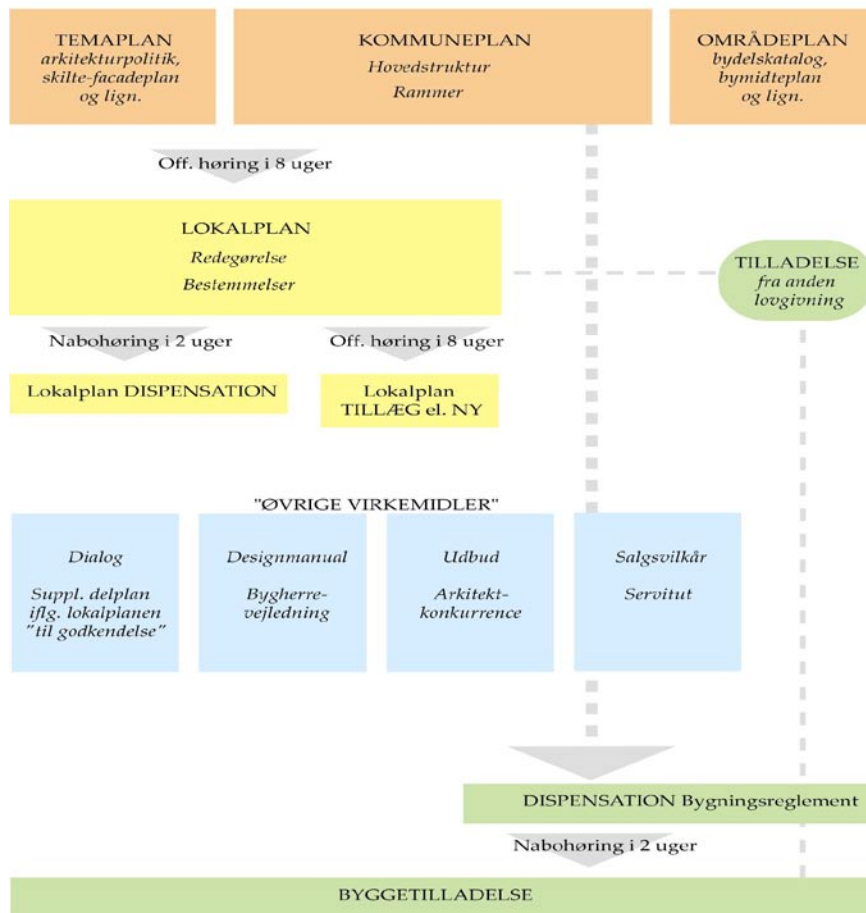 TEMAPLAN
arkitekturpolitik,
skilte-facadeplan
og lign.
KOMMUNEPLAN
Hovedstruktur
Rammer
OMRÅDEPLAN
bydelskatalog,
bymidteplan
og lign.
Off. høring i 8 uger
LOKALPLAN
Redegørelse
Bestemmelser
TILLADELSE
fra anden
lovgivning
Nabohøring i 2 uger
Off. høring i 8 uger
Lokalplan DISPENSATION
Lokalplan
TILLÆG el. NY
"ØVRIGE VIRKEMIDLER"
Dialog
Suppl. delplan
iflg. lokalplanen
"til godkendelse"
Designmanual
Bygherre-
vejledning
Udbud
Arkitekt-
konkurrence
Salgsvilkår
Servitut
DISPENSATION Bygningsreglement
Nabohøring i 2 uger
BYGGETILLADELSE